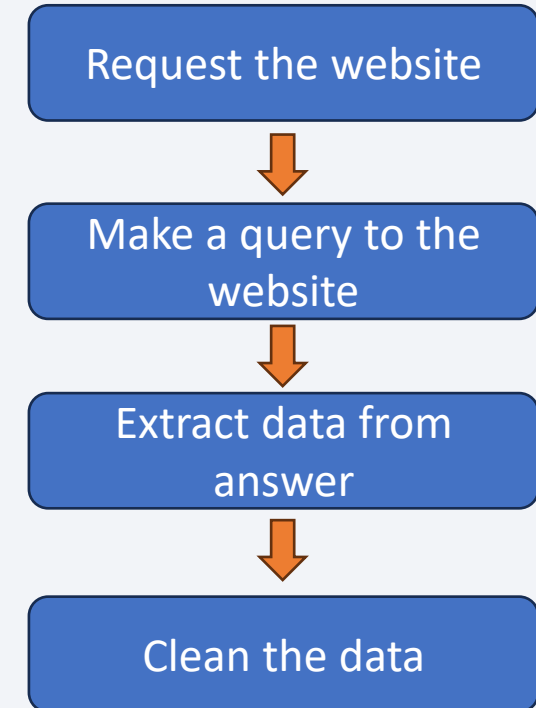 Request the website
Make a query to the
website
Extract data from
answer
Clean the data